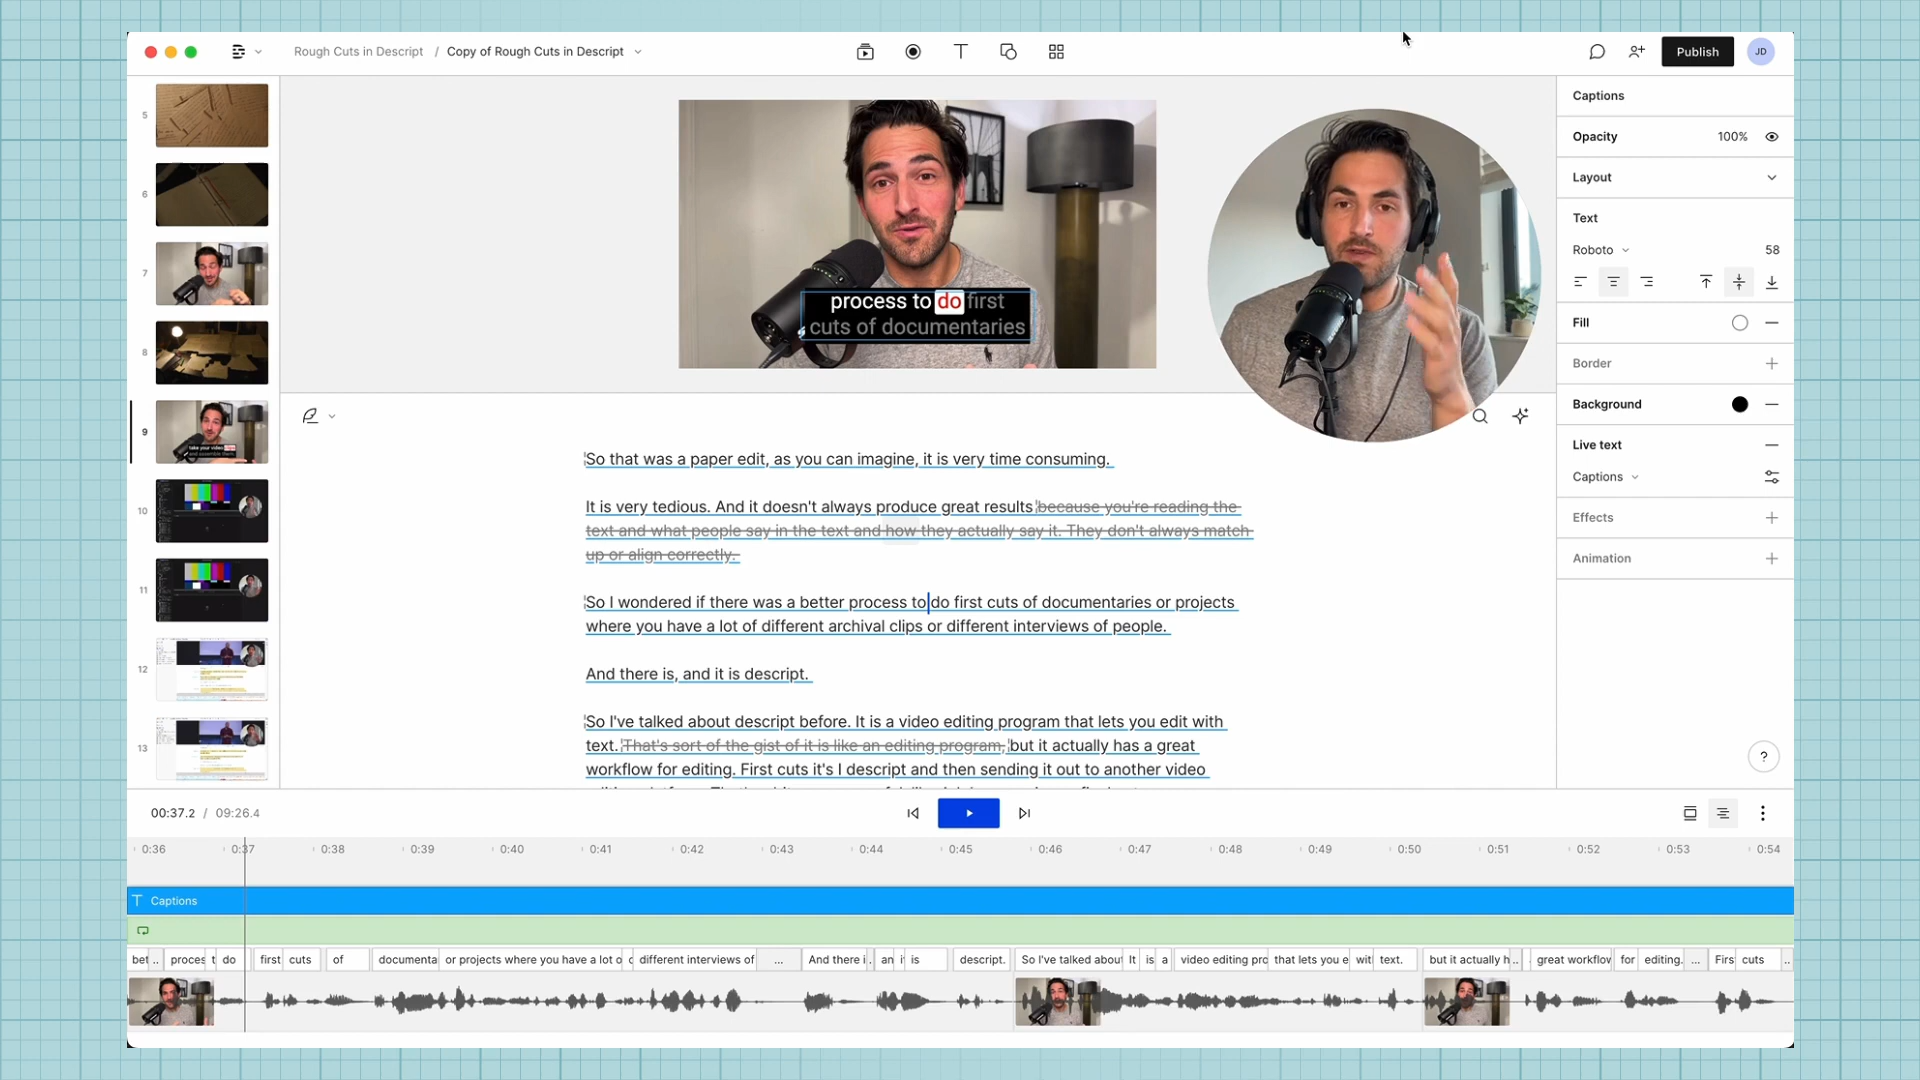 Rough Cuts in Descript / Copy of Rough Cuts in Descript
Publish
JD
5
6
7
8
9
10
11
12
13
process to do first
cuts of documentaries
Captions
Opacity 100%
Layout
Text
Roboto 58
Fill
Border
Background
Live text
Captions
Effects
Animation
So that was a paper edit, as you can imagine, it is very time consuming.
It is very tedious. And it doesn't always produce great results because you're reading the
text and what people say in the text and how they actually say it. They don't always match
up or align correctly.
So I wondered if there was a better process to do first cuts of documentaries or projects
where you have a lot of different archival clips or different interviews of people.
And there is, and it is descript.
So I've talked about descript before. It is a video editing program that lets you edit with
text. That's sort of the gist of it is like an editing program, but it actually has a great
workflow for editing. First cuts it's I descript and then sending it out to another video
?
00:37.2 / 09:26.4
0:36 0:37 0:38 0:39 0:40 0:41 0:42 0:43 0:44 0:45 0:46 0:47 0:48 0:49 0:50 0:51 0:52 0:53 0:54
Captions
bet .. proces t do first cuts of documenta or projects where you have a lot o c different interviews of ... And there i . an i' is descript. So I've talked about It is a video editing pro that lets you e wit text. but it actually h .. great workflow for editing. ... Firs cuts ..